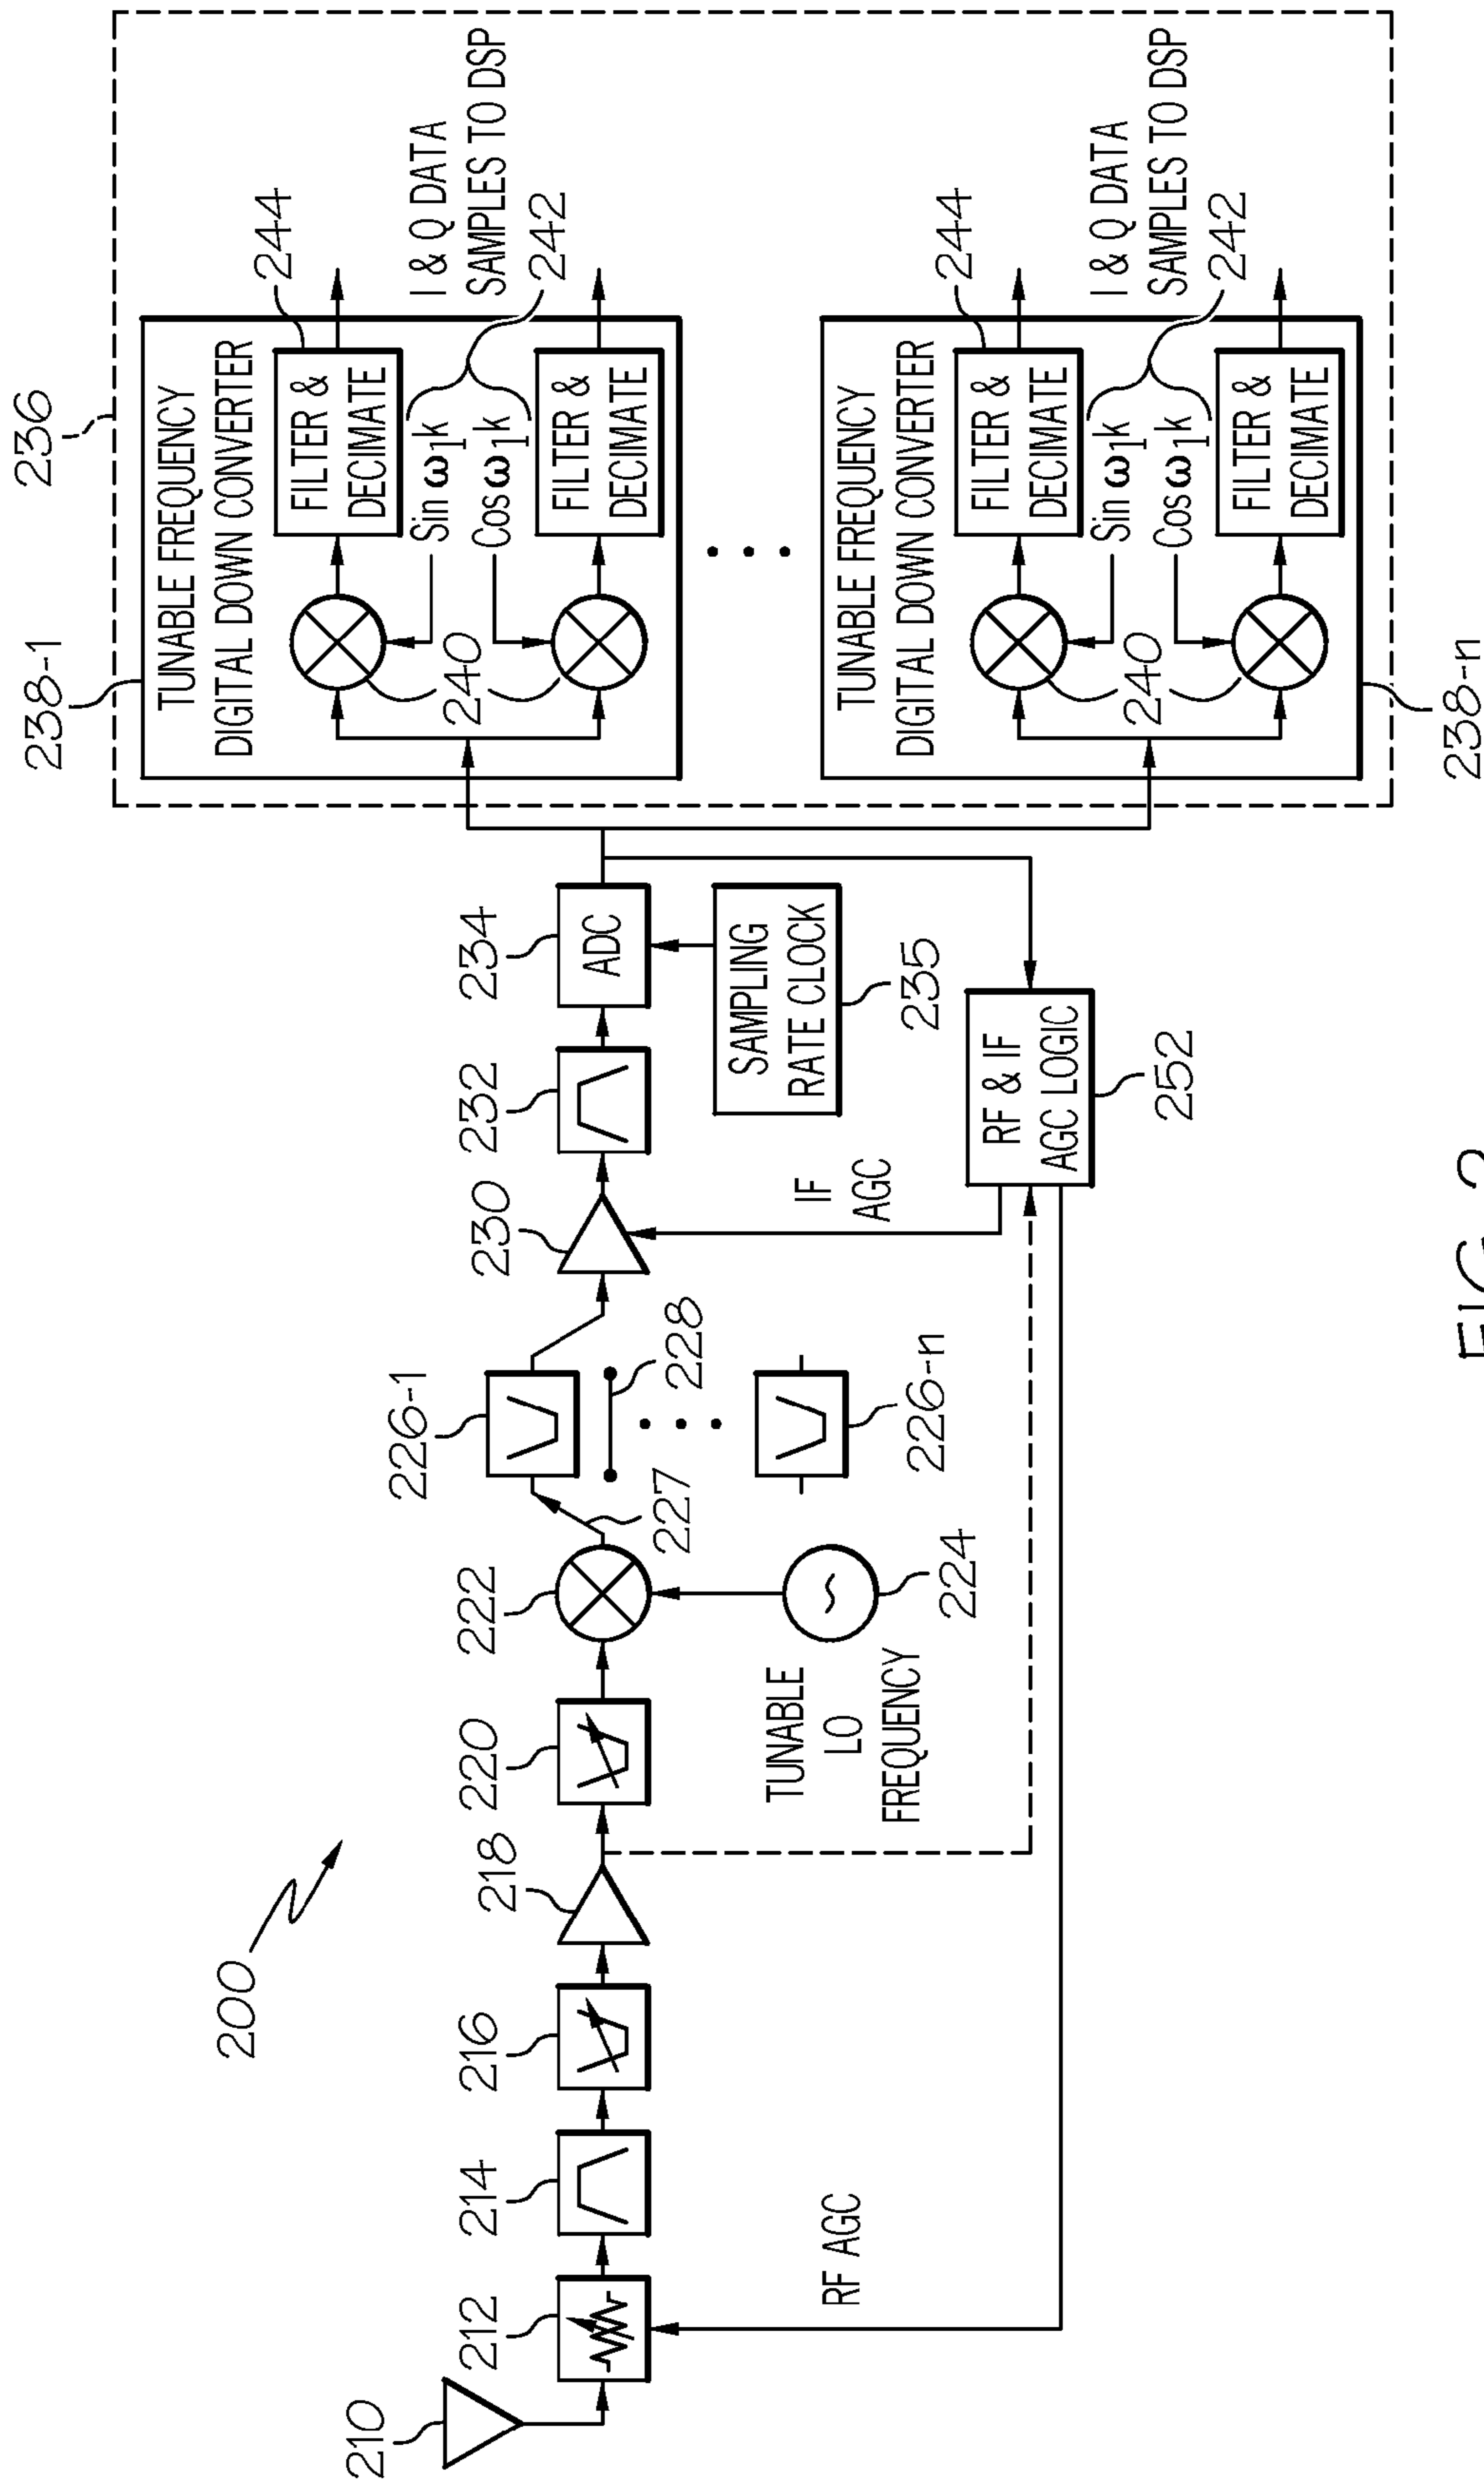 200
236
238-1
TUNABLE FREQUENCY
DIGITAL DOWN CONVERTER
244
FILTER &
DECIMATE
240
Sin ω1k
Cos ω1k
I & Q DATA
SAMPLES TO DSP
242
FILTER &
DECIMATE
TUNABLE FREQUENCY
DIGITAL DOWN CONVERTER
244
FILTER &
DECIMATE
240
Sin ω1k
Cos ω1k
I & Q DATA
SAMPLES TO DSP
242
FILTER &
DECIMATE
238-n
210
212
214
216
218
220
222
227
226-1
228
226-n
230
232
234
ADC
SAMPLING
RATE CLOCK
235
224
TUNABLE
LO
FREQUENCY
IF
AGC
RF & IF
AGC LOGIC
252
RF AGC